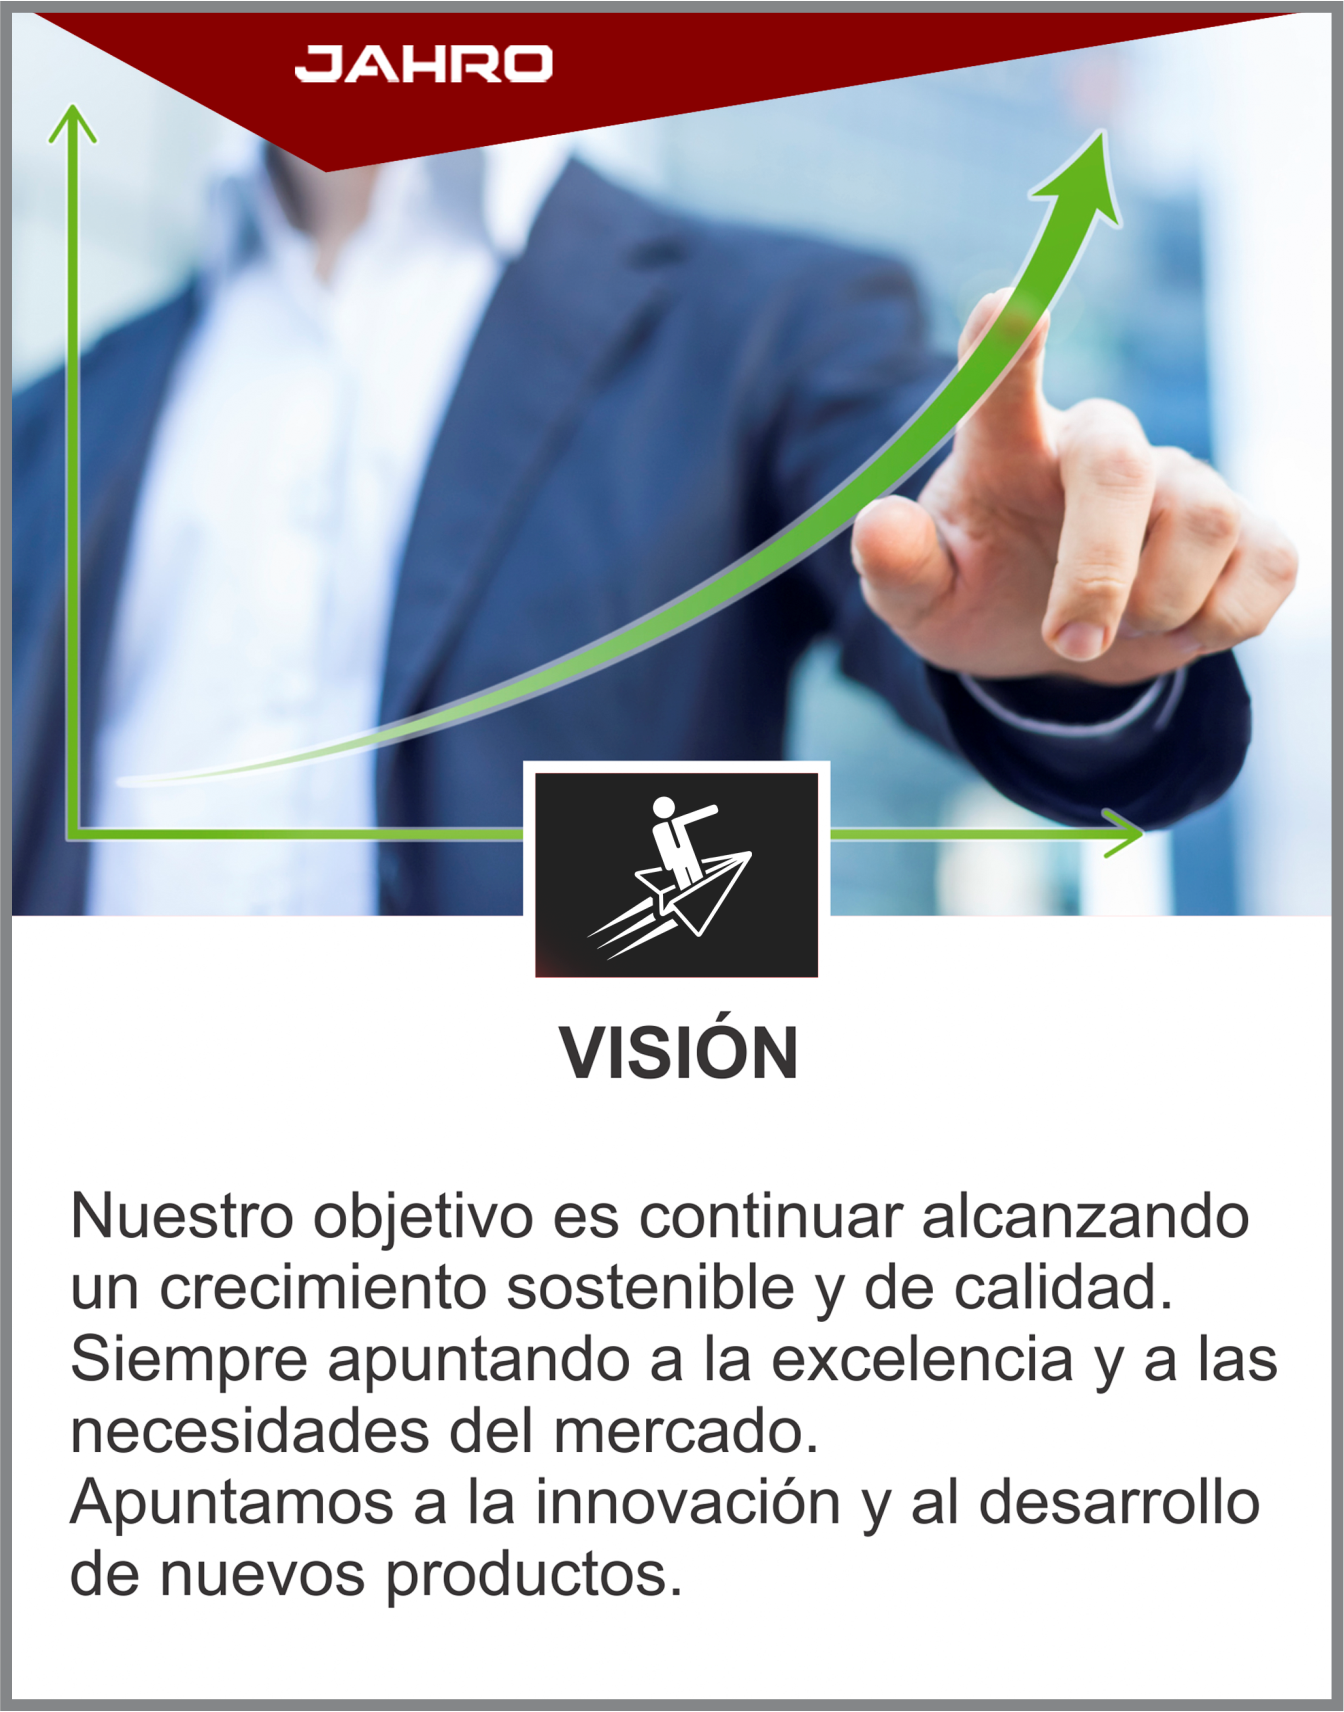 JAHRO
VISIÓN
Nuestro objetivo es continuar alcanzando
un crecimiento sostenible y de calidad.
Siempre apuntando a la excelencia y a las
necesidades del mercado.
Apuntamos a la innovación y al desarrollo
de nuevos productos.